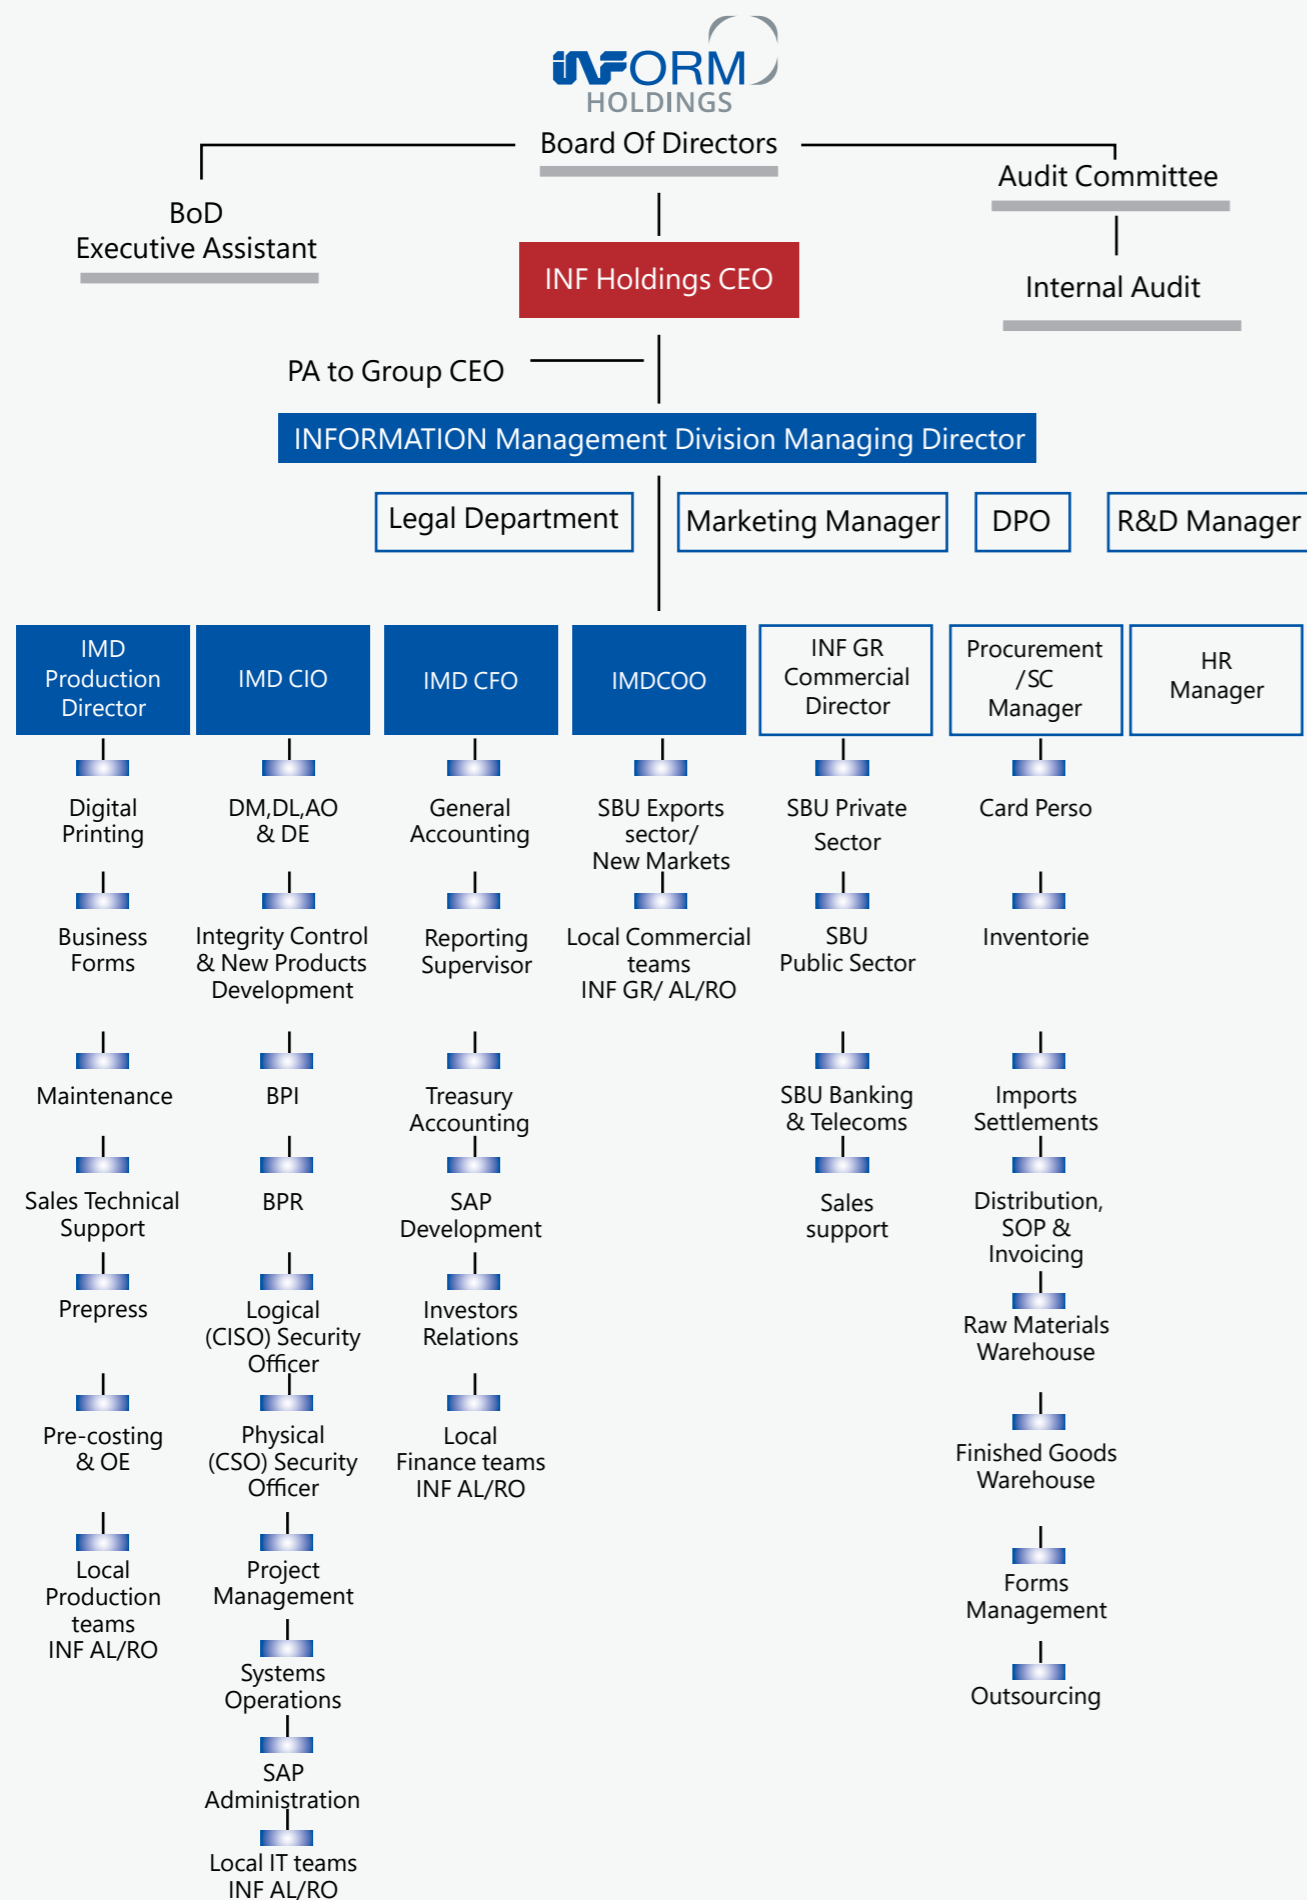 INFORM
HOLDINGS
Board Of Directors
BoD
Executive Assistant
Audit Committee
Internal Audit
INF Holdings CEO
PA to Group CEO
INFORMATION Management Division Managing Director
Legal Department
Marketing Manager
DPO
R&D Manager
IMD
Production
Director
Digital
Printing
Business
Forms
Maintenance
Sales Technical
Support
Prepress
Pre-costing
& OE
Local
Production
teams
INF AL/RO
IMD CIO
DM,DL,AO
& DE
Integrity Control
& New Products
Development
BPI
BPR
Logical
(CISO) Security
Officer
Physical
(CSO) Security
Officer
Project
Management
Systems
Operations
SAP
Administration
Local IT teams
INF AL/RO
IMD CFO
General
Accounting
Reporting
Supervisor
Treasury
Accounting
SAP
Development
Investors
Relations
Local
Finance teams
INF AL/RO
IMDCOO
SBU Exports
sector/
New Markets
Local Commercial
teams
INF GR/ AL/RO
INF GR
Commercial
Director
SBU Private
Sector
SBU
Public Sector
SBU Banking
& Telecoms
Sales
support
Procurement
/SC
Manager
Card Perso
Inventorie
Imports
Settlements
Distribution,
SOP &
Invoicing
Raw Materials
Warehouse
Finished Goods
Warehouse
Forms
Management
Outsourcing
HR
Manager